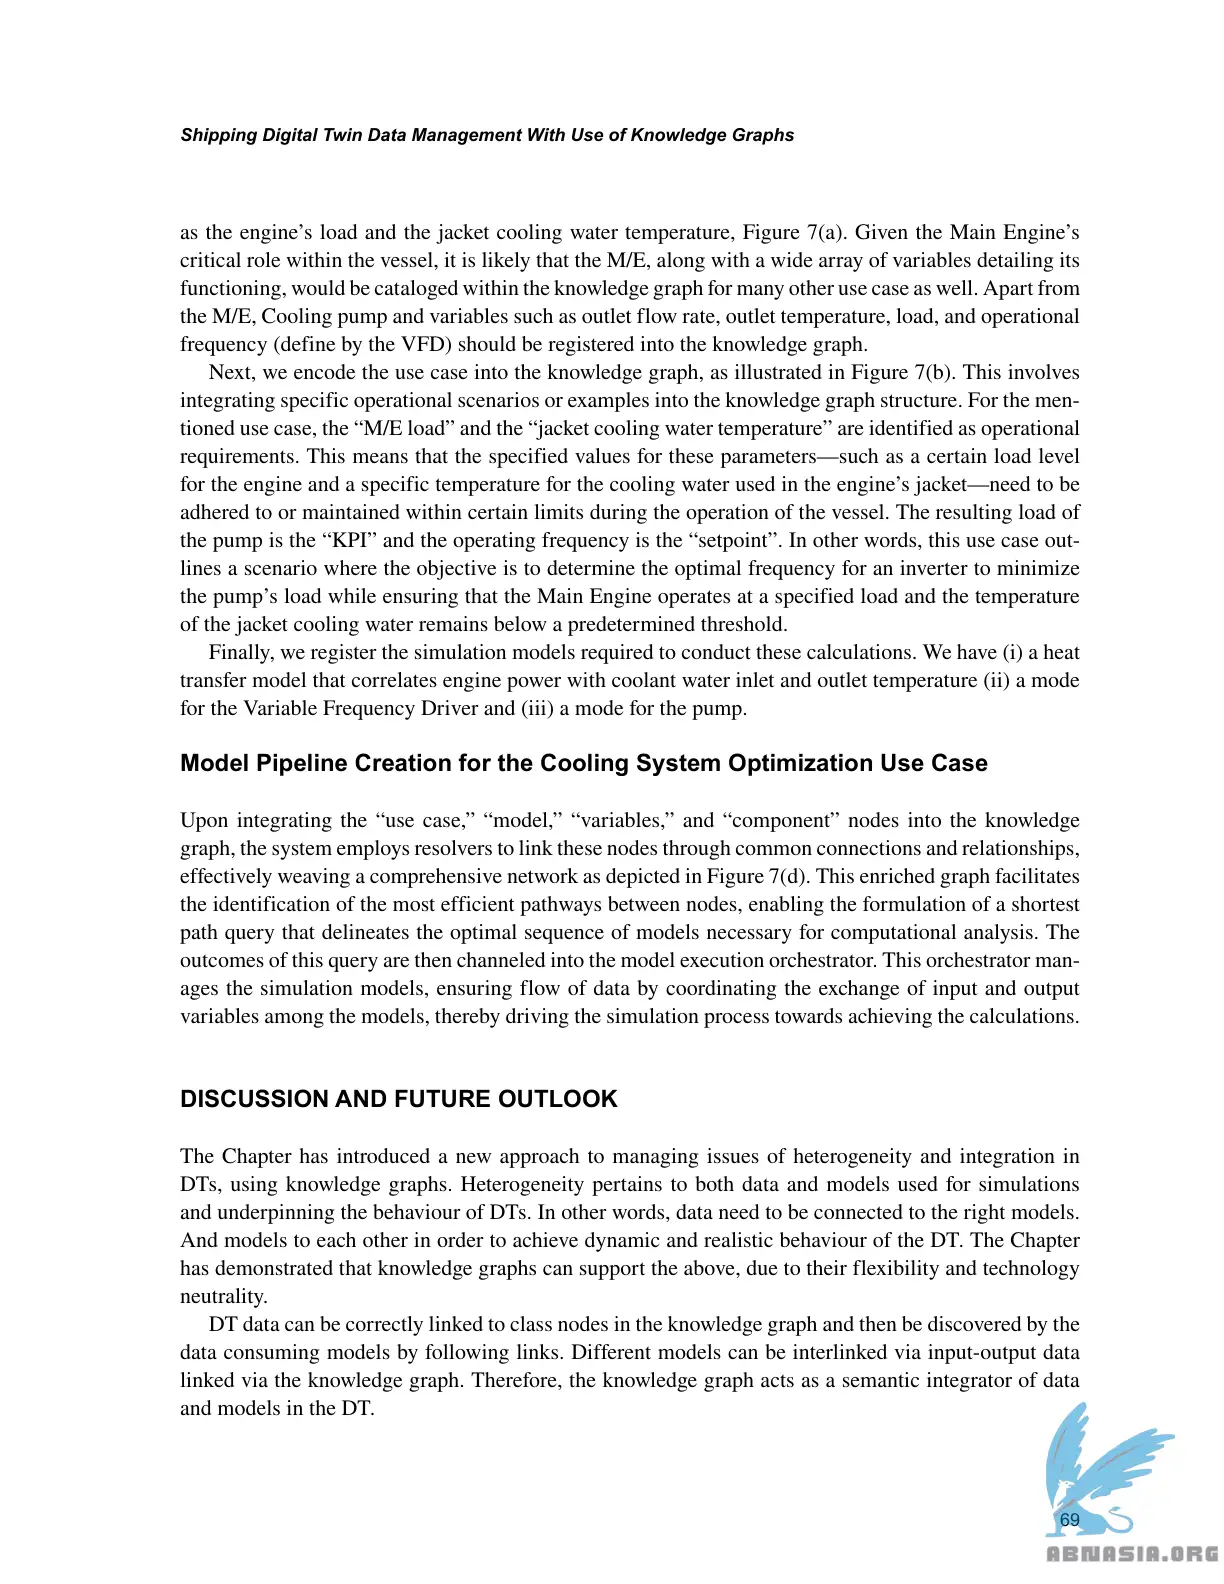 Shipping Digital Twin Data Management With Use of Knowledge Graphs
as the engine’s load and the jacket cooling water temperature, Figure 7(a). Given the Main Engine’s
critical role within the vessel, it is likely that the M/E, along with a wide array of variables detailing its
functioning, would be cataloged within the knowledge graph for many other use case as well. Apart from
the M/E, Cooling pump and variables such as outlet flow rate, outlet temperature, load, and operational
frequency (define by the VFD) should be registered into the knowledge graph.
Next, we encode the use case into the knowledge graph, as illustrated in Figure 7(b). This involves
integrating specific operational scenarios or examples into the knowledge graph structure. For the men-
tioned use case, the “M/E load” and the “jacket cooling water temperature” are identified as operational
requirements. This means that the specified values for these parameters—such as a certain load level
for the engine and a specific temperature for the cooling water used in the engine’s jacket—need to be
adhered to or maintained within certain limits during the operation of the vessel. The resulting load of
the pump is the “KPI” and the operating frequency is the “setpoint”. In other words, this use case out-
lines a scenario where the objective is to determine the optimal frequency for an inverter to minimize
the pump’s load while ensuring that the Main Engine operates at a specified load and the temperature
of the jacket cooling water remains below a predetermined threshold.
Finally, we register the simulation models required to conduct these calculations. We have (i) a heat
transfer model that correlates engine power with coolant water inlet and outlet temperature (ii) a mode
for the Variable Frequency Driver and (iii) a mode for the pump.
Model Pipeline Creation for the Cooling System Optimization Use Case
Upon integrating the “use case,” “model,” “variables,” and “component” nodes into the knowledge
graph, the system employs resolvers to link these nodes through common connections and relationships,
effectively weaving a comprehensive network as depicted in Figure 7(d). This enriched graph facilitates
the identification of the most efficient pathways between nodes, enabling the formulation of a shortest
path query that delineates the optimal sequence of models necessary for computational analysis. The
outcomes of this query are then channeled into the model execution orchestrator. This orchestrator man-
ages the simulation models, ensuring flow of data by coordinating the exchange of input and output
variables among the models, thereby driving the simulation process towards achieving the calculations.
DISCUSSION AND FUTURE OUTLOOK
The Chapter has introduced a new approach to managing issues of heterogeneity and integration in
DTs, using knowledge graphs. Heterogeneity pertains to both data and models used for simulations
and underpinning the behaviour of DTs. In other words, data need to be connected to the right models.
And models to each other in order to achieve dynamic and realistic behaviour of the DT. The Chapter
has demonstrated that knowledge graphs can support the above, due to their flexibility and technology
neutrality.
DT data can be correctly linked to class nodes in the knowledge graph and then be discovered by the
data consuming models by following links. Different models can be interlinked via input-output data
linked via the knowledge graph. Therefore, the knowledge graph acts as a semantic integrator of data
and models in the DT.
69
ABNASIA.ORG